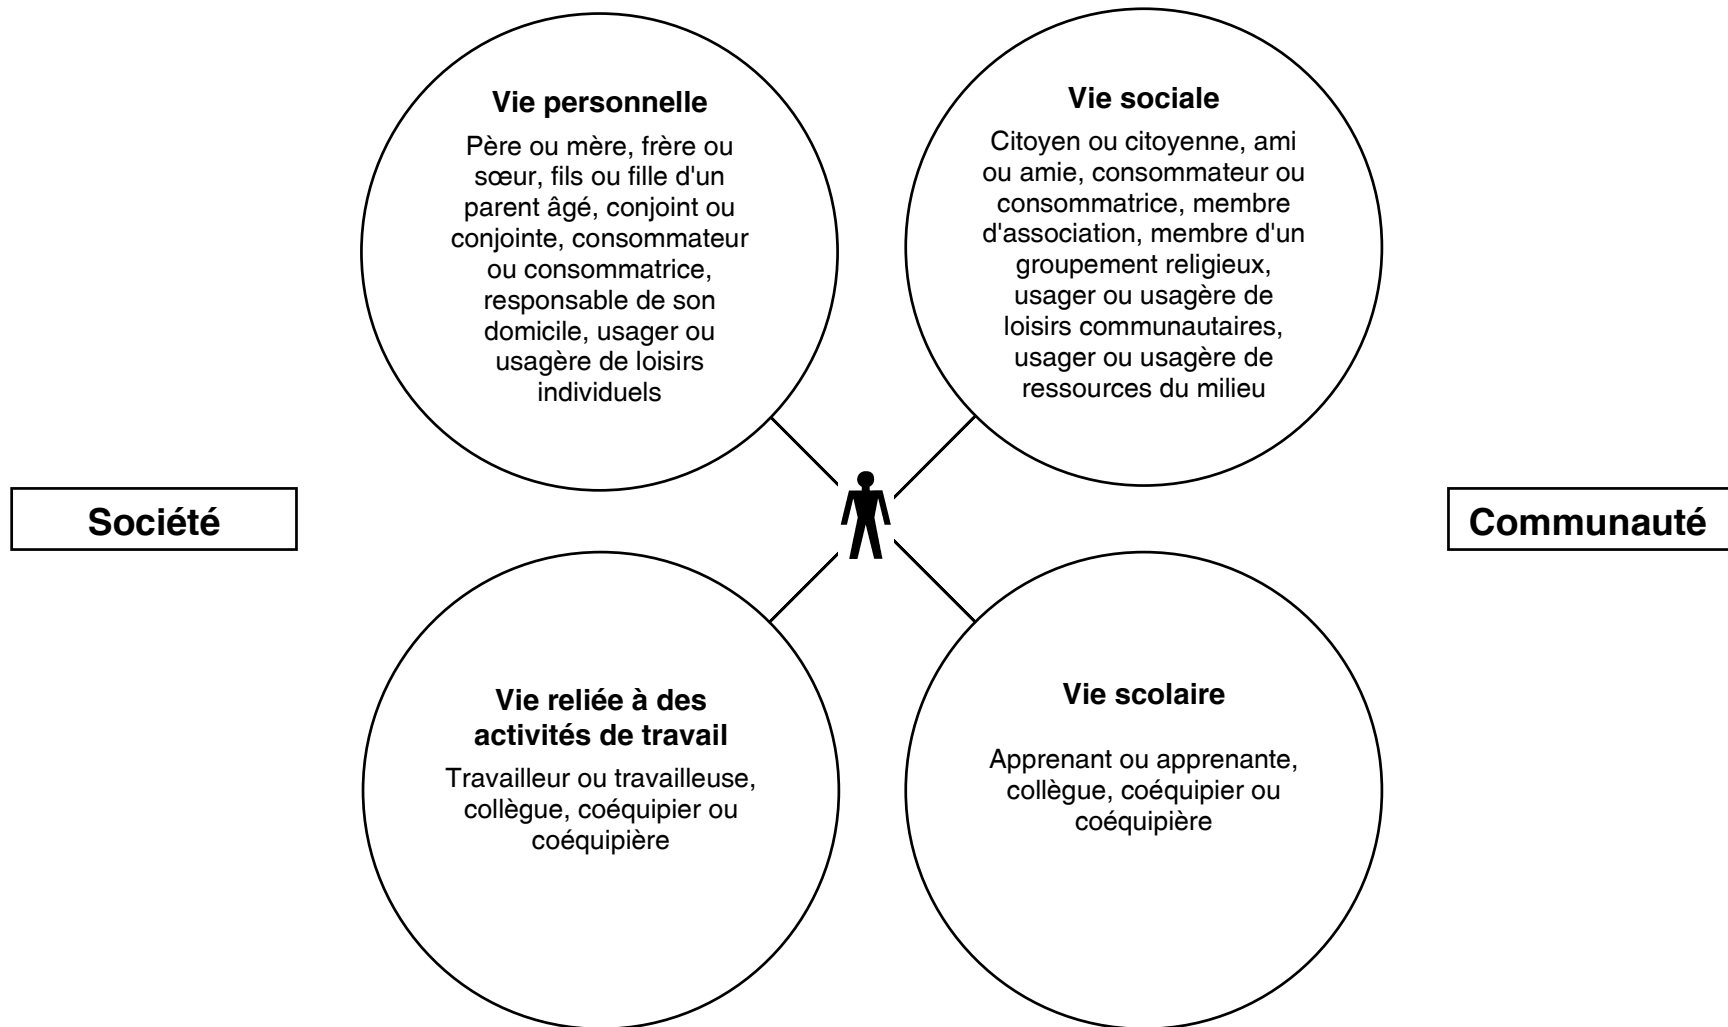 Vie personnelle
Père ou mère, frère ou
sœur, fils ou fille d'un
parent âgé, conjoint ou
conjointe, consommateur
ou consommatrice,
responsable de son
domicile, usager ou
usagère de loisirs
individuels
Vie sociale
Citoyen ou citoyenne, ami
ou amie, consommateur ou
consommatrice, membre
d'association, membre d'un
groupement religieux,
usager ou usagère de
loisirs communautaires,
usager ou usagère de
ressources du milieu
Société
Communauté
Vie reliée à des
activités de travail
Travailleur ou travailleuse,
collègue, coéquipier ou
coéquipière
Vie scolaire
Apprenant ou apprenante,
collègue, coéquipier ou
coéquipière